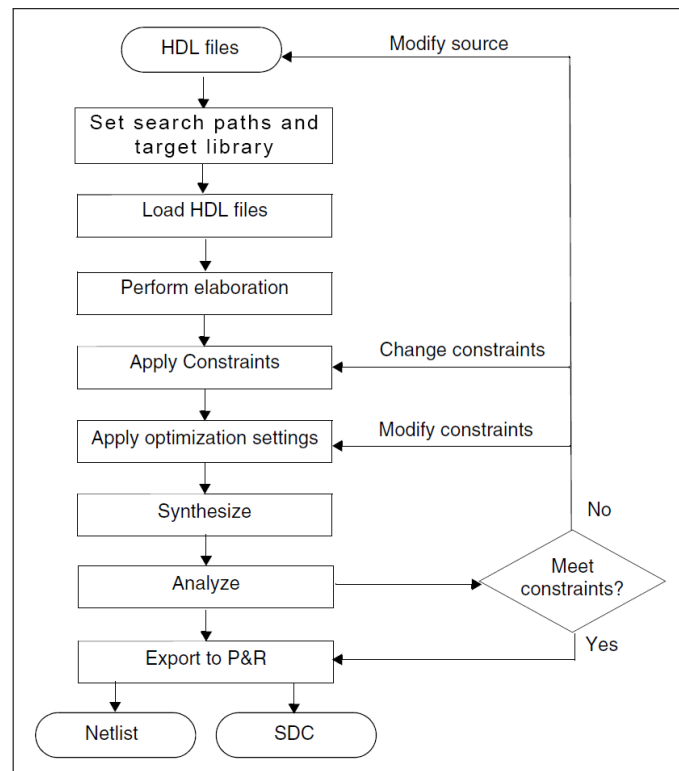 HDL files
Modify source
Set search paths and
target library
Load HDL files
Perform elaboration
Apply Constraints
Change constraints
Apply optimization settings
Modify constraints
Synthesize
No
Analyze
Meet
constraints?
Yes
Export to P&R
Netlist
SDC